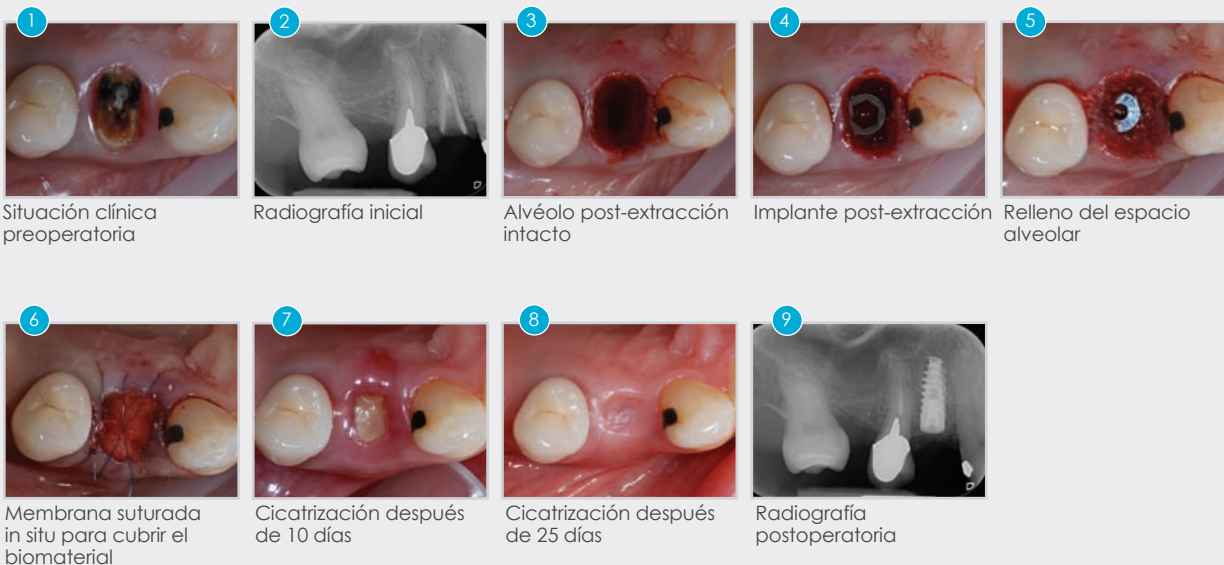 1
2
3
4
5
Situación clínica
preoperatoria
Radiografía inicial
Alvéolo post-extracción
intacto
Implante post-extracción
Relleno del espacio
alveolar
6
7
8
9
Membrana suturada
in situ para cubrir el
biomaterial
Cicatrización después
de 10 días
Cicatrización después
de 25 días
Radiografía
postoperatoria